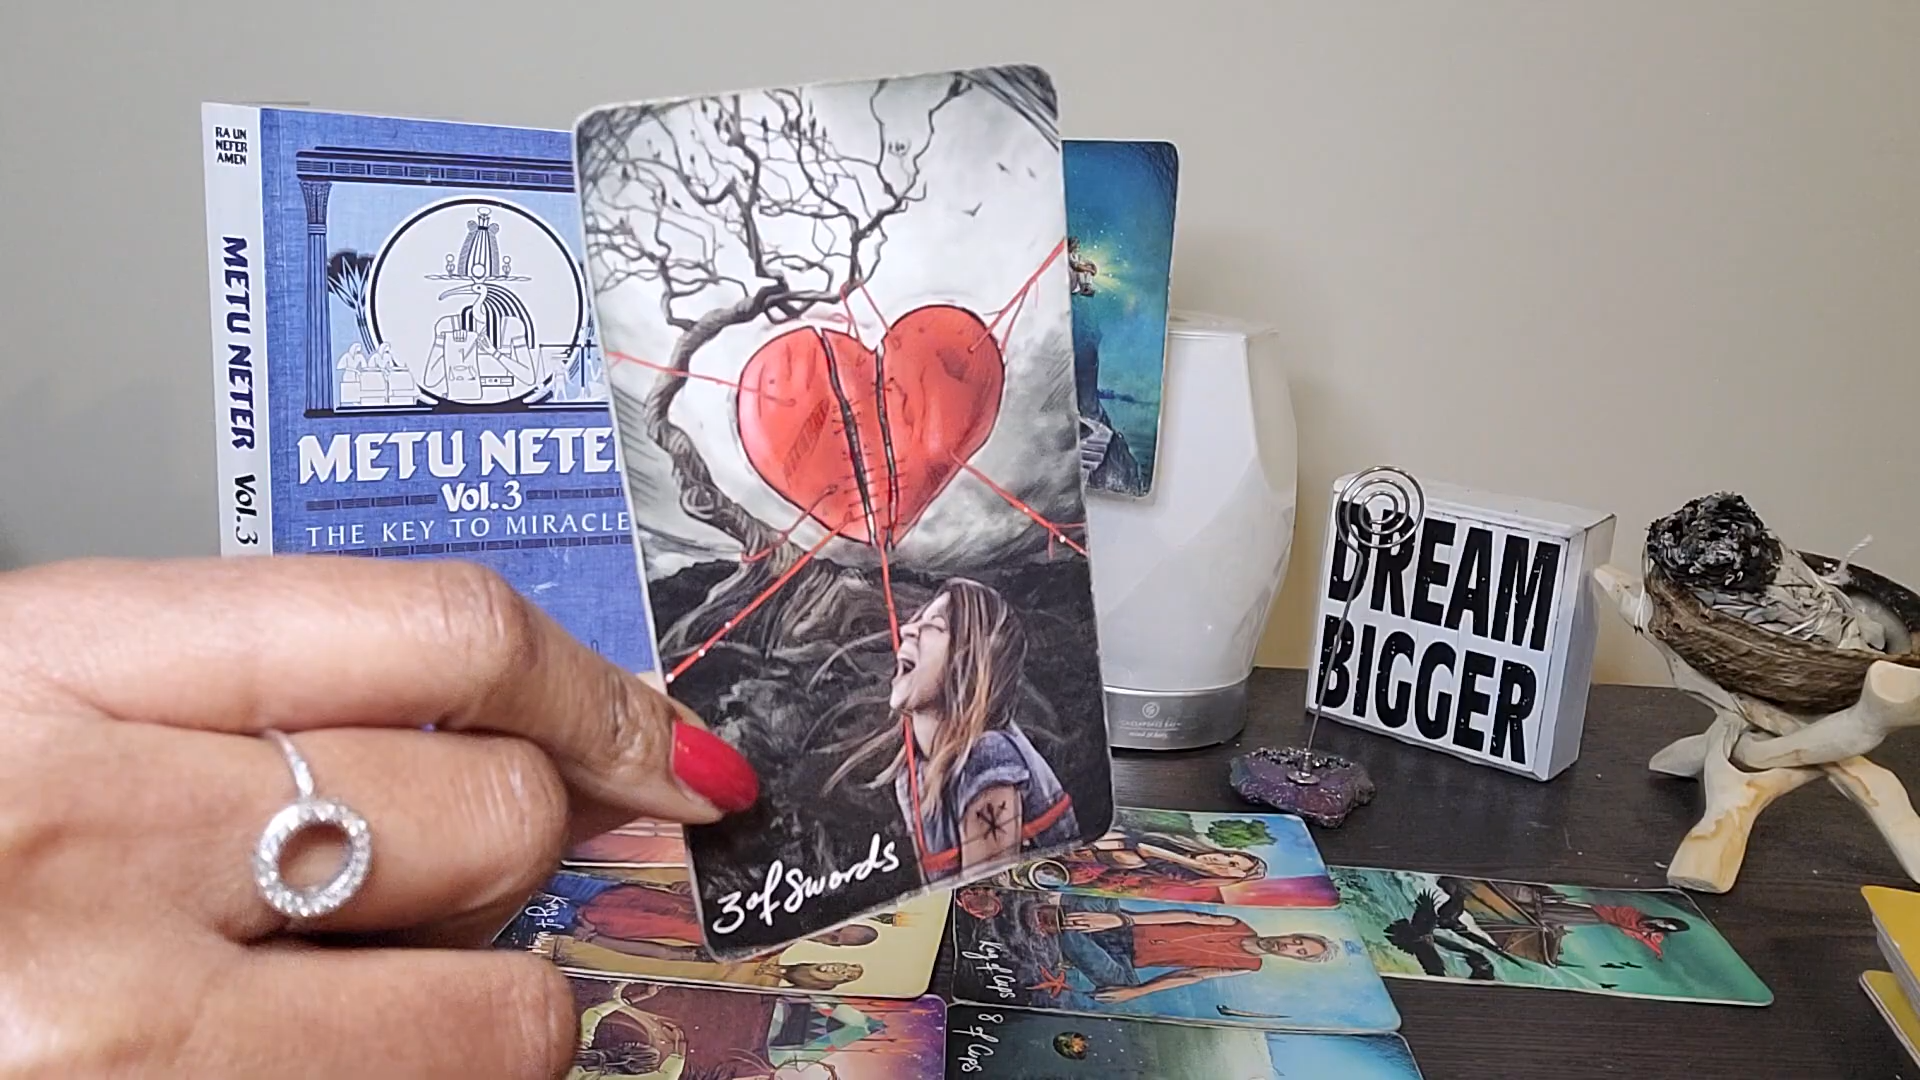 RA UN
NEFER
AMEN
METU NETER Vol.3
METU NETE
Vol.3
THE KEY TO MIRACLE
3 of Swords
DREAM
BIGGER
King of Cups
8 of Cups